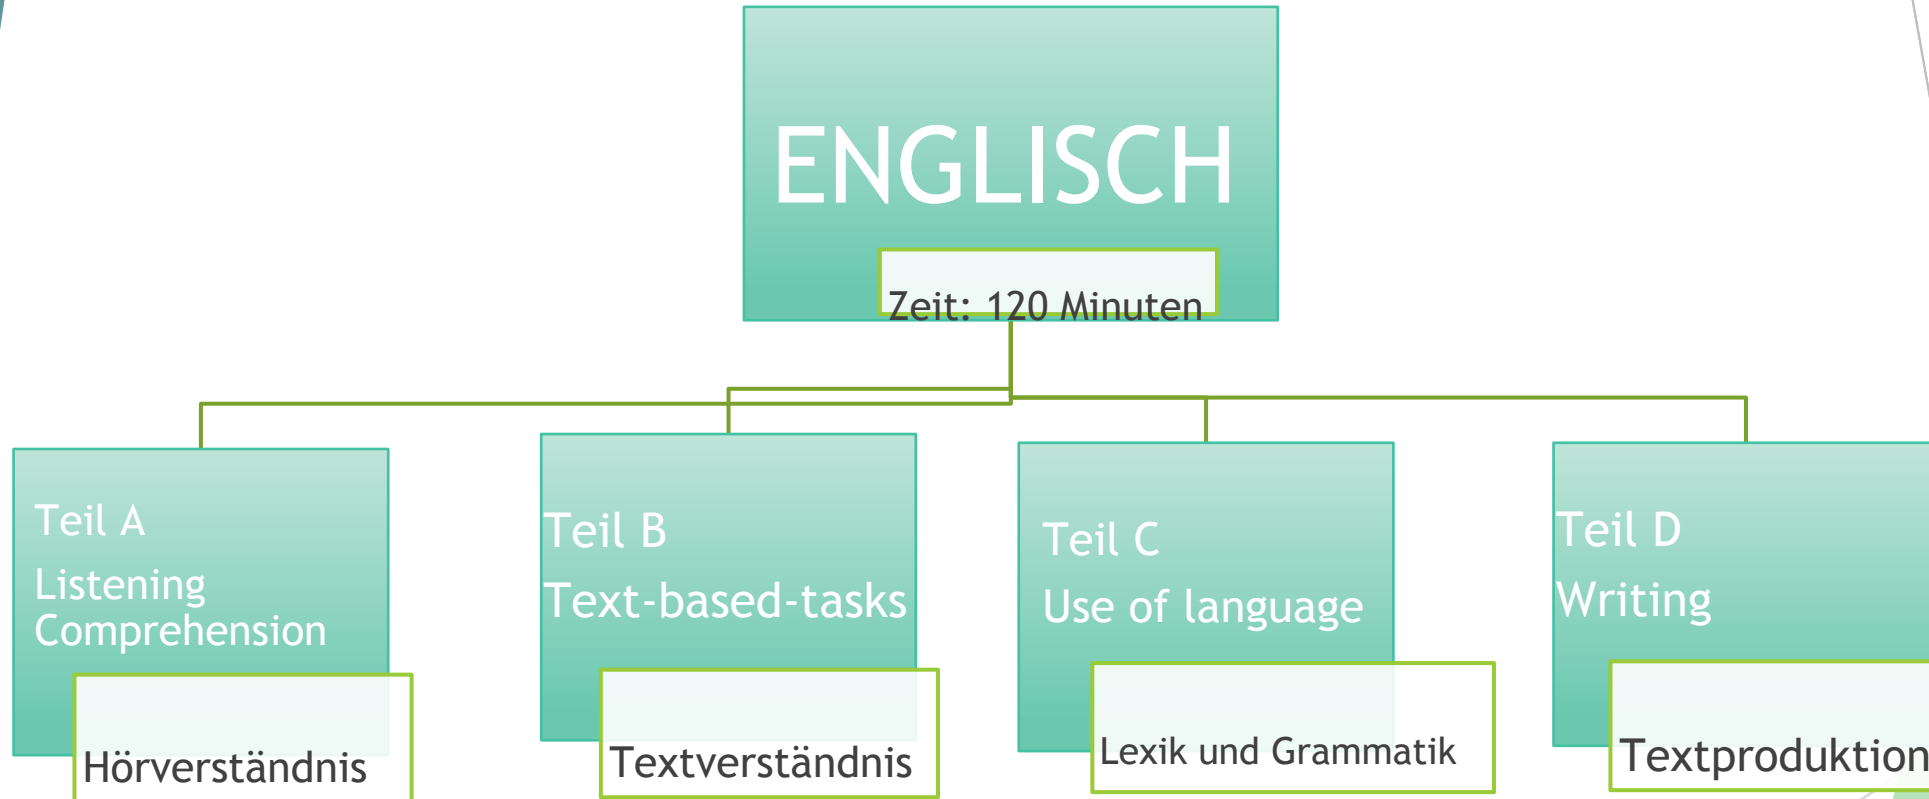 ENGLISCH
Zeit: 120 Minuten
Teil A
Listening
Comprehension
Hörverständnis
Teil B
Text-based-tasks
Textverständnis
Teil C
Use of language
Lexik und Grammatik
Teil D
Writing
Textproduktion